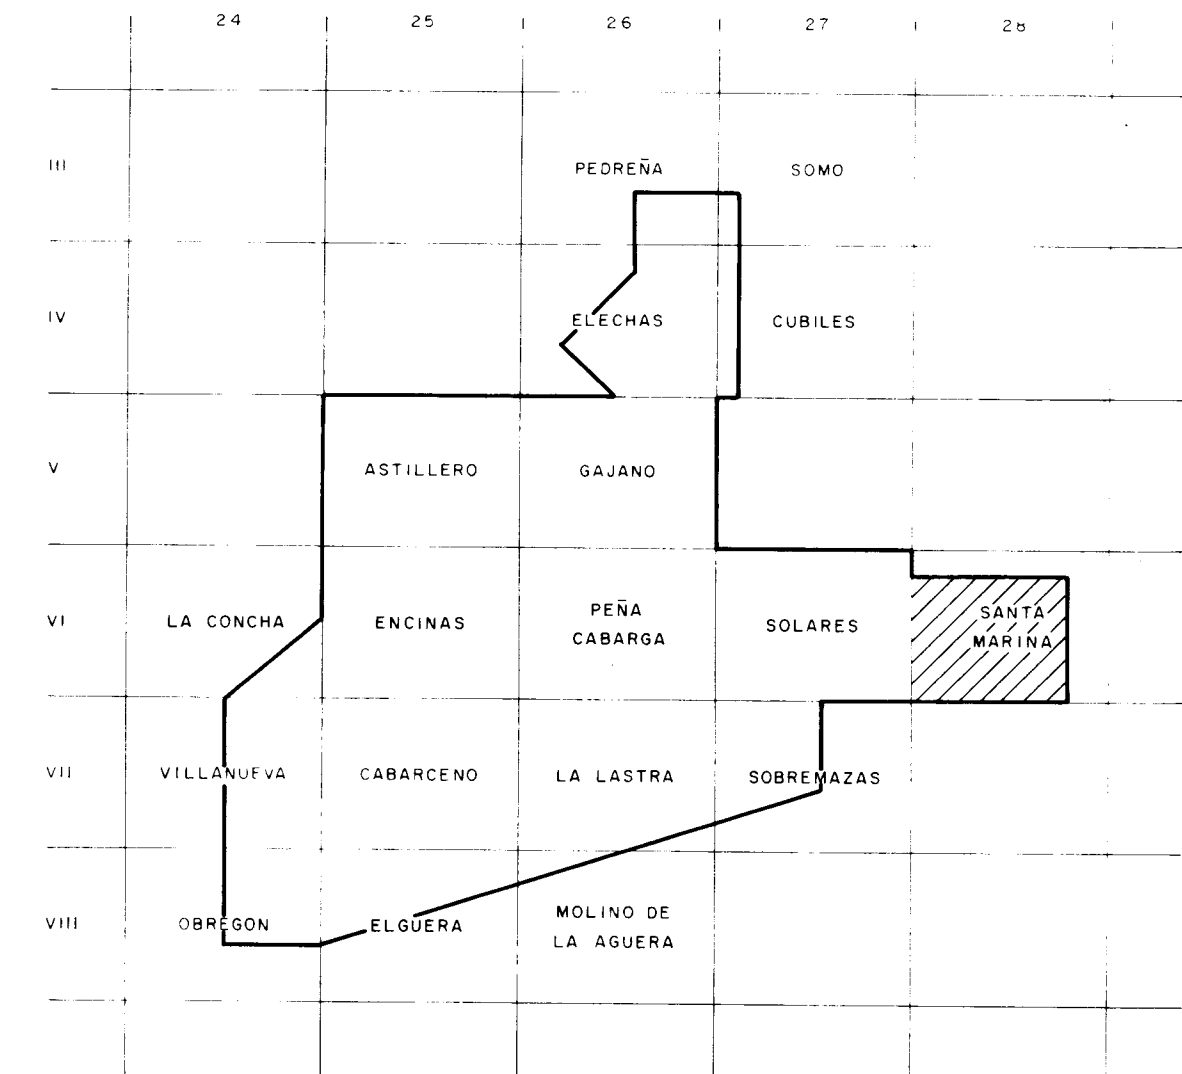 24 25 26 27 28
III PEDREÑA SOMO
IV ELECHAS CUBILES
V ASTILLERO GAJANO
VI LA CONCHA ENCINAS PEÑA CABARGA SOLARES SANTA MARINA
VII VILLANUEVA CABARCENO LA LASTRA SOBREMAZAS
VIII OBREGON ELGUERA MOLINO DE LA AGUERA